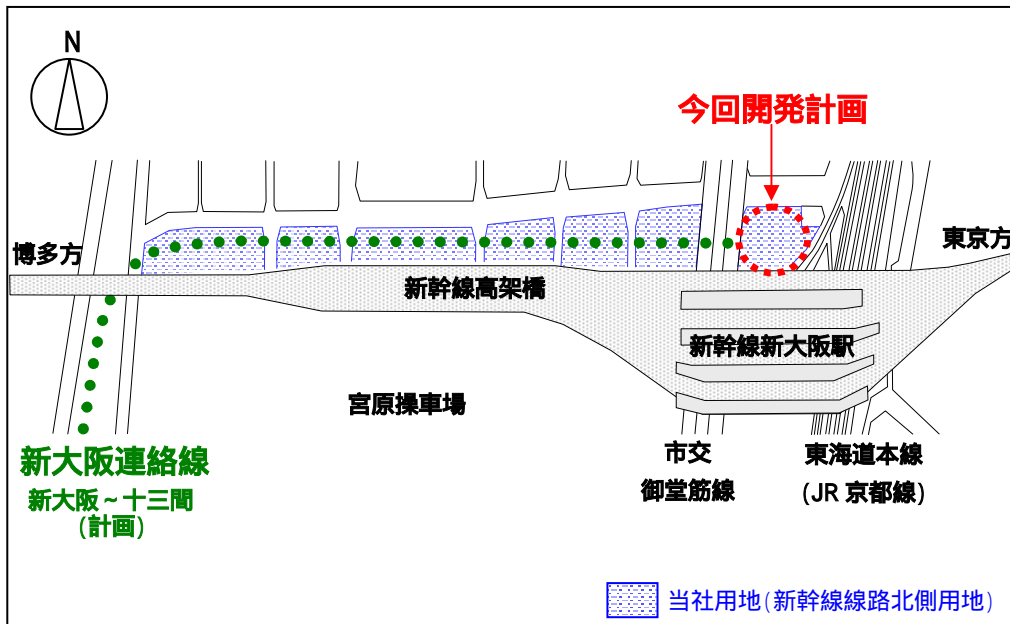 N
今回開発計画
博多方
東京方
新幹線高架橋
新幹線新大阪駅
宮原操車場
新大阪連絡線
新大阪~十三間
(計画)
市交
御堂筋線
東海道本線
(JR 京都線)
当社用地(新幹線線路北側用地)